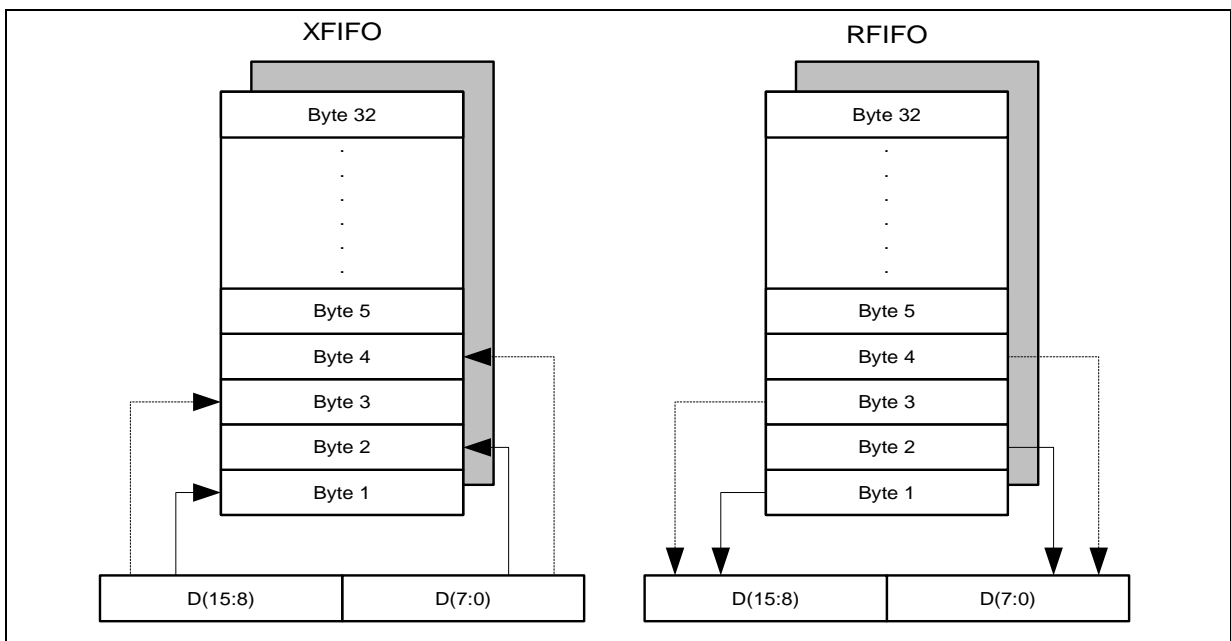 XFIFO
Byte 32
.
.
.
.
.
.
Byte 5
Byte 4
Byte 3
Byte 2
Byte 1
D(15:8)
D(7:0)
RFIFO
Byte 32
.
.
.
.
.
.
Byte 5
Byte 4
Byte 3
Byte 2
Byte 1
D(15:8)
D(7:0)